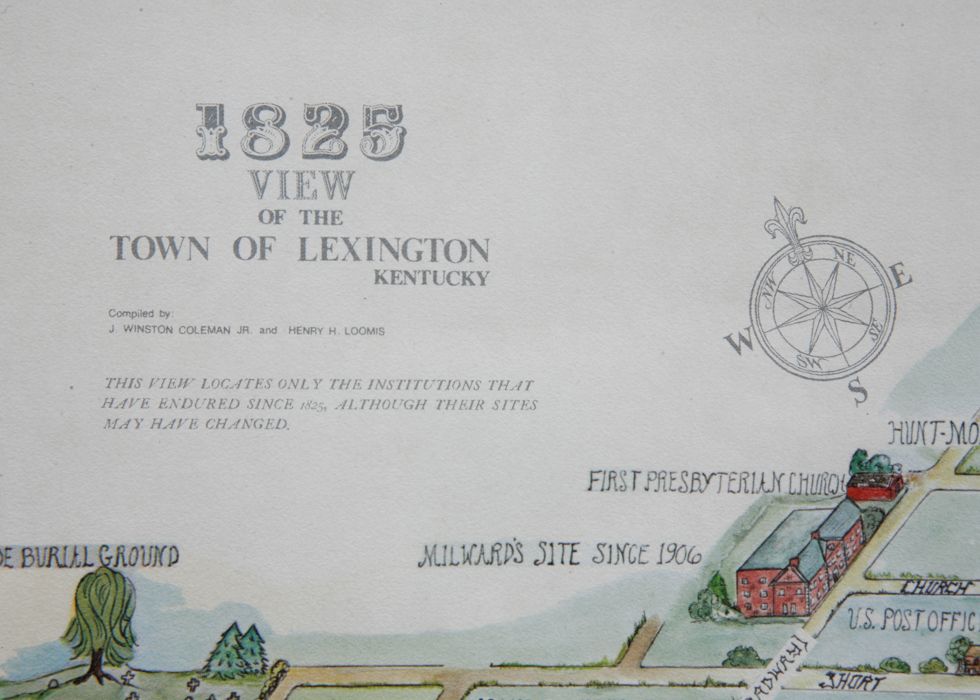 1825
VIEW
OF THE
TOWN OF LEXINGTON
KENTUCKY
Compiled by:
J. WINSTON COLEMAN JR. and HENRY H. LOOMIS
THIS VIEW LOCATES ONLY THE INSTITUTIONS THAT
HAVE ENDURED SINCE 1825, ALTHOUGH THEIR SITES
MAY HAVE CHANGED.
NE
E
SE
S
SW
W
NW
HUNT-MO
FIRST PRESBYTERIAN CHURCH
DE BURIAL GROUND
MILWARD'S SITE SINCE 1906
CHURCH
U.S. POST OFFIC
SHORT